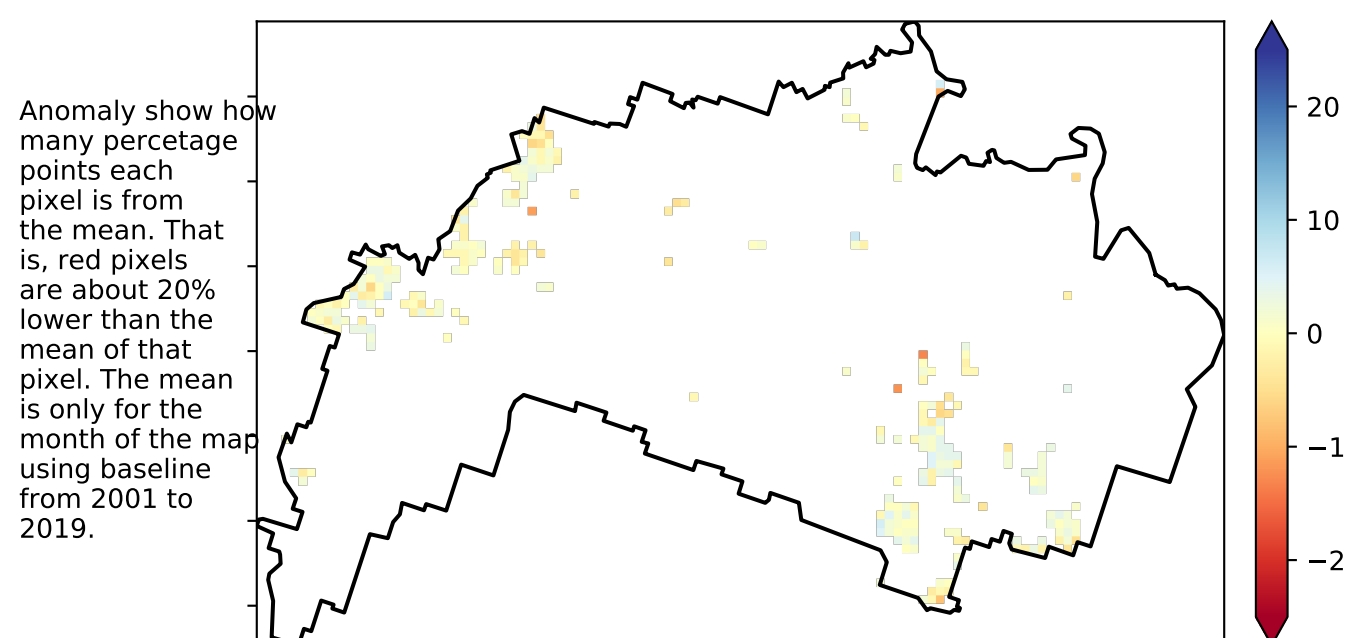 Anomaly show how
many percetage
points each
pixel is from
the mean. That
is, red pixels
are about 20%
lower than the
mean of that
pixel. The mean
is only for the
month of the map
using baseline
from 2001 to
2019.
20
10
0
−1
−2